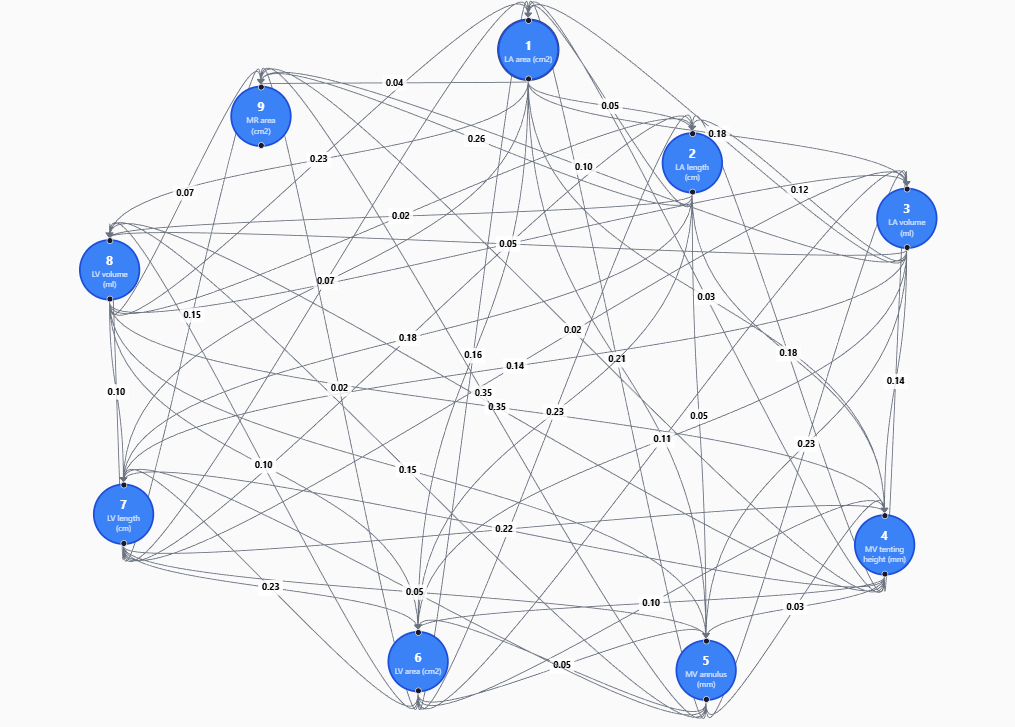 1
LA area (cm2)
0.04
9
MR area
(cm2)
0.05
0.26
0.18
2
LA length
(cm)
0.23
0.10
0.07
0.12
3
LA volume
(ml)
0.02
0.05
8
LV volume
(ml)
0.07
0.03
0.15
0.02
0.18
0.16
0.21
0.18
0.14
0.14
0.02
0.10
0.35
0.35
0.23
0.05
0.11
0.23
0.10
0.15
7
LV length
(cm)
0.22
4
MV tenting
height (mm)
0.23
0.05
0.10
0.03
6
LV area (cm2)
0.05
5
MV annulus
(mm)